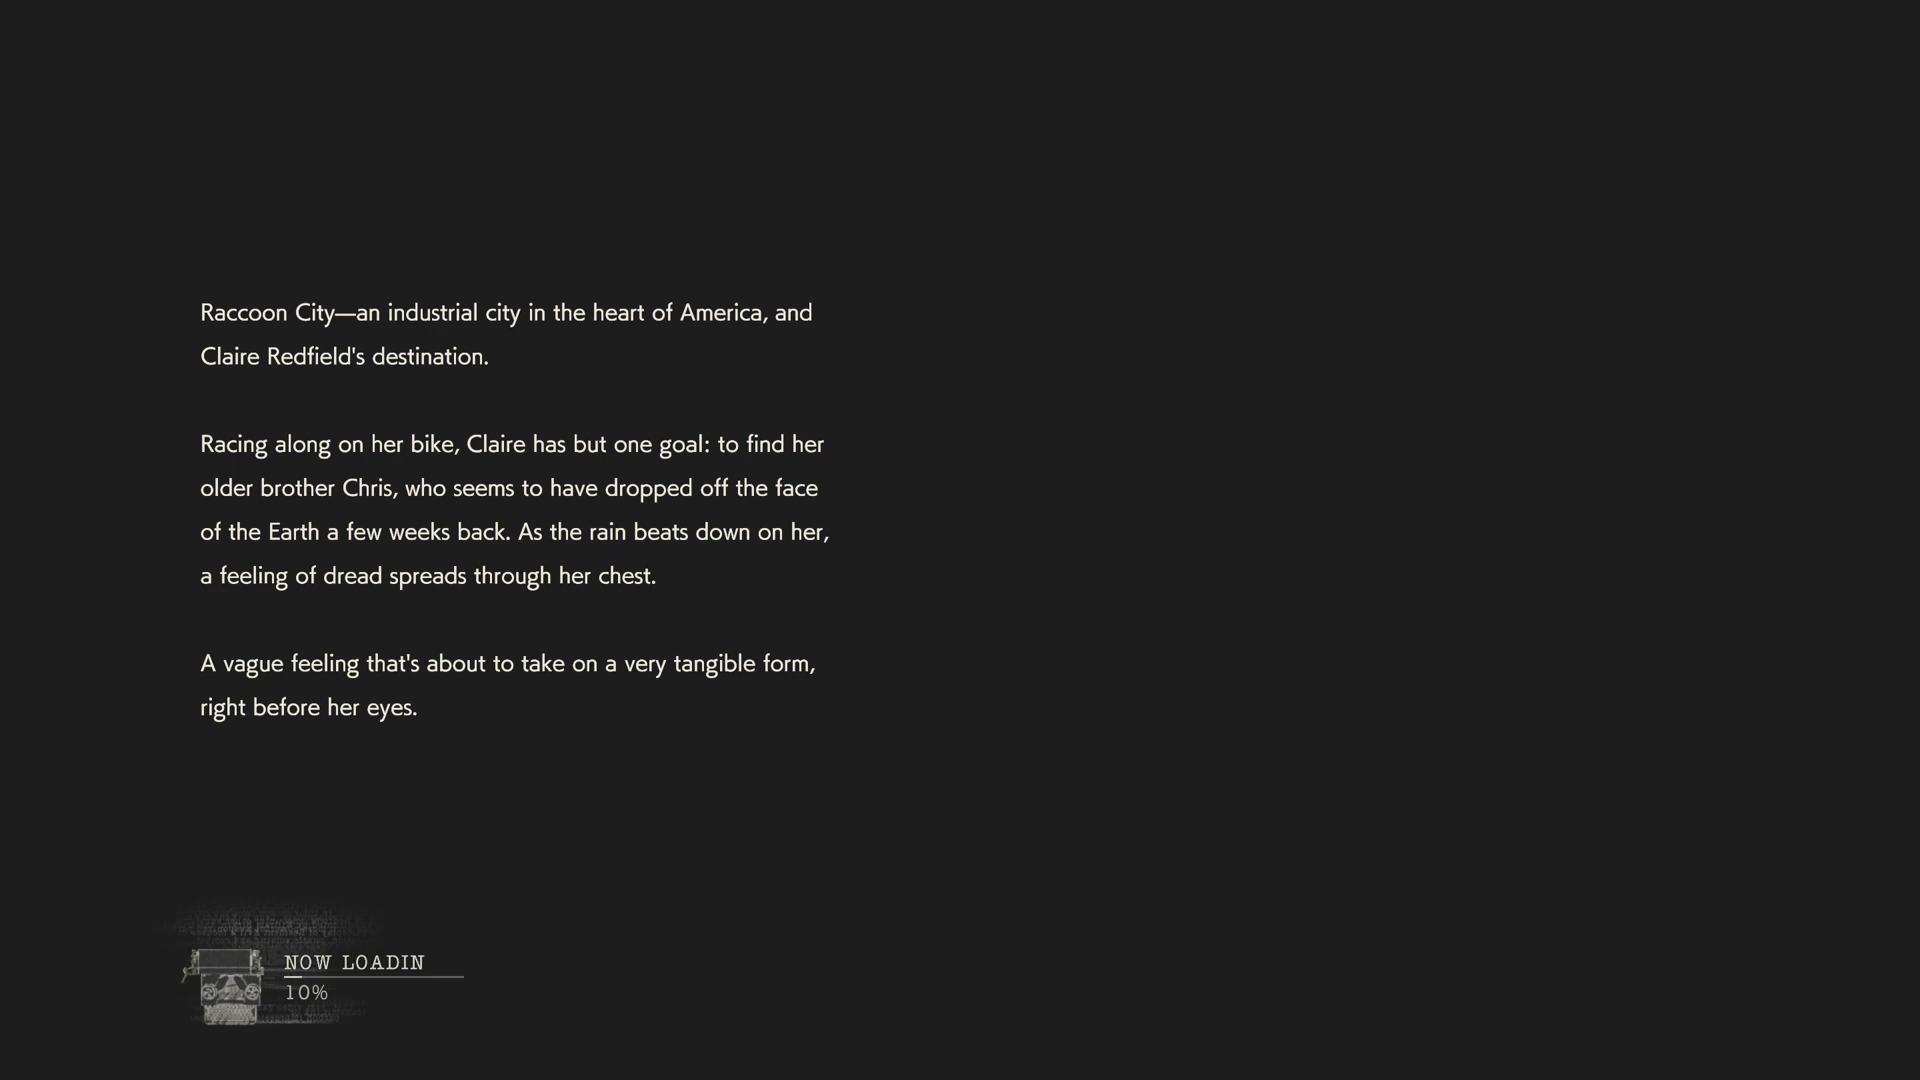 Raccoon City—an industrial city in the heart of America, and
Claire Redfield's destination.
Racing along on her bike, Claire has but one goal: to find her
older brother Chris, who seems to have dropped off the face
of the Earth a few weeks back. As the rain beats down on her,
a feeling of dread spreads through her chest.
A vague feeling that's about to take on a very tangible form,
right before her eyes.
NOW LOADIN
10%